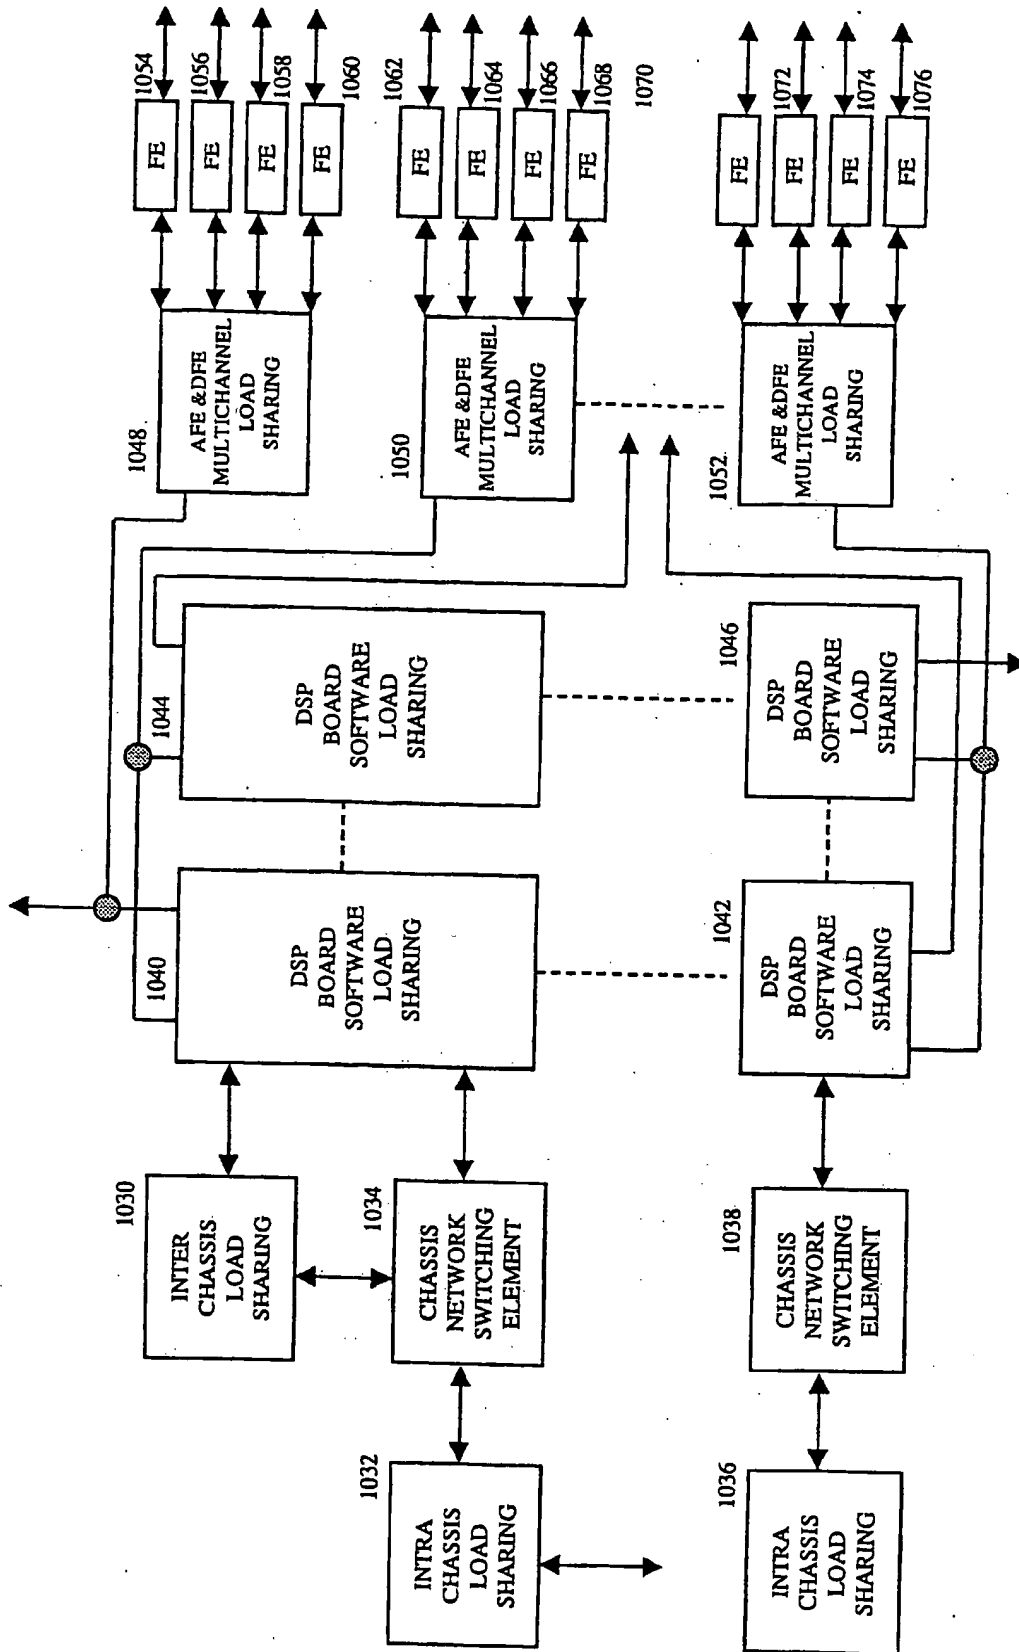 1030
INTER
CHASSIS
LOAD
SHARING
1034
CHASSIS
NETWORK
SWITCHING
ELEMENT
1032
INTRA
CHASSIS
LOAD
SHARING
1036
INTRA
CHASSIS
LOAD
SHARING
1038
CHASSIS
NETWORK
SWITCHING
ELEMENT
1040
DSP
BOARD
SOFTWARE
LOAD
SHARING
1042
DSP
BOARD
SOFTWARE
LOAD
SHARING
1044
DSP
BOARD
SOFTWARE
LOAD
SHARING
1046
DSP
BOARD
SOFTWARE
LOAD
SHARING
1048
AFE &DFE
MULTICHANNEL
LOAD
SHARING
1050
AFE &DFE
MULTICHANNEL
LOAD
SHARING
1052
AFE &DFE
MULTICHANNEL
LOAD
SHARING
FE
1054
FE
1056
FE
1058
FE
1060
FE
1062
FE
1064
FE
1066
FE
1068
1070
FE
FE
1072
FE
1074
FE
1076